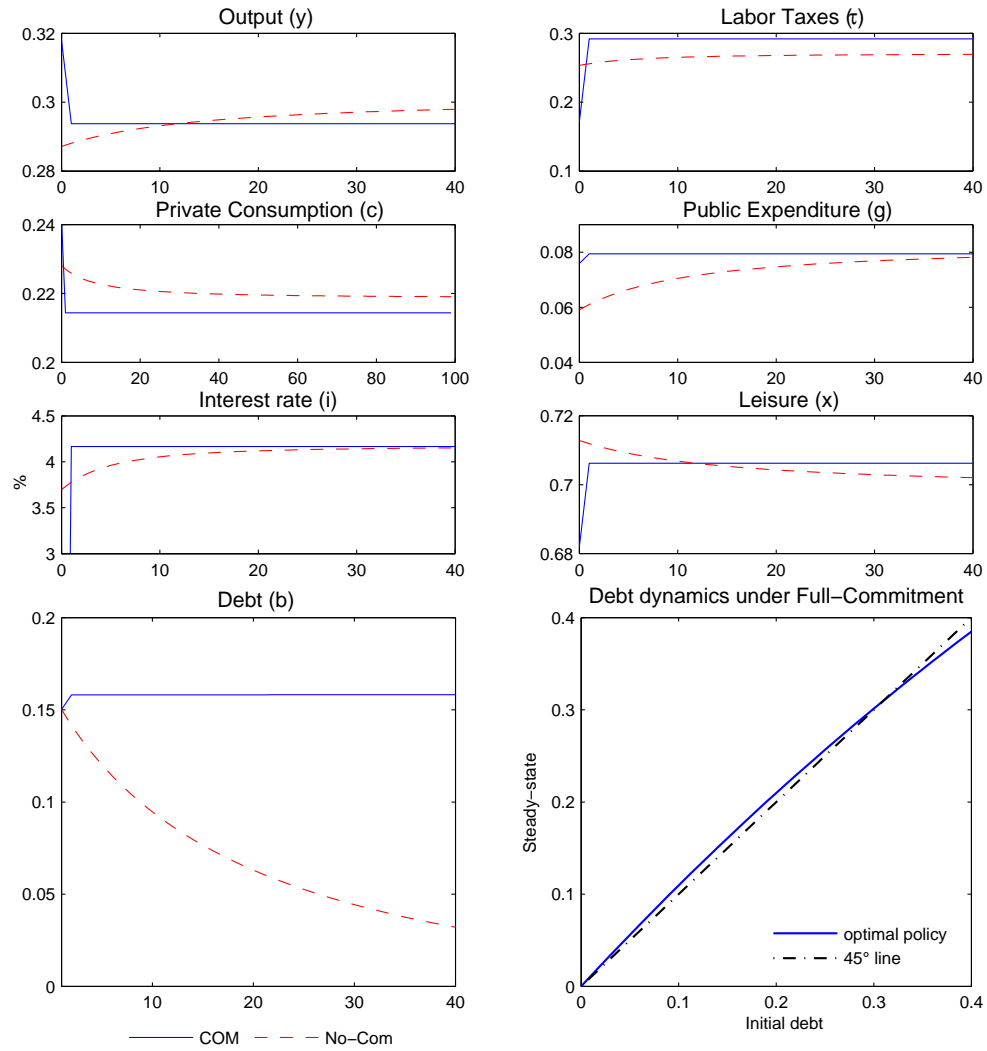 Output (y)
0.32
0.3
0.28
0 10 20 30 40
Labor Taxes (τ)
0.3
0.2
0.1
0 10 20 30 40
Private Consumption (c)
0.24
0.22
0.2
0 20 40 60 80 100
Public Expenditure (g)
0.08
0.06
0.04
0 10 20 30 40
Interest rate (i)
4.5
4
3.5
3
%
0 10 20 30 40
Leisure (x)
0.72
0.7
0.68
0 10 20 30 40
Debt (b)
0.2
0.15
0.1
0.05
0
10 20 30 40
COM No−Com
Debt dynamics under Full−Commitment
0.4
0.3
0.2
0.1
0
Steady−state
optimal policy
45° line
0 0.1 0.2 0.3 0.4
Initial debt